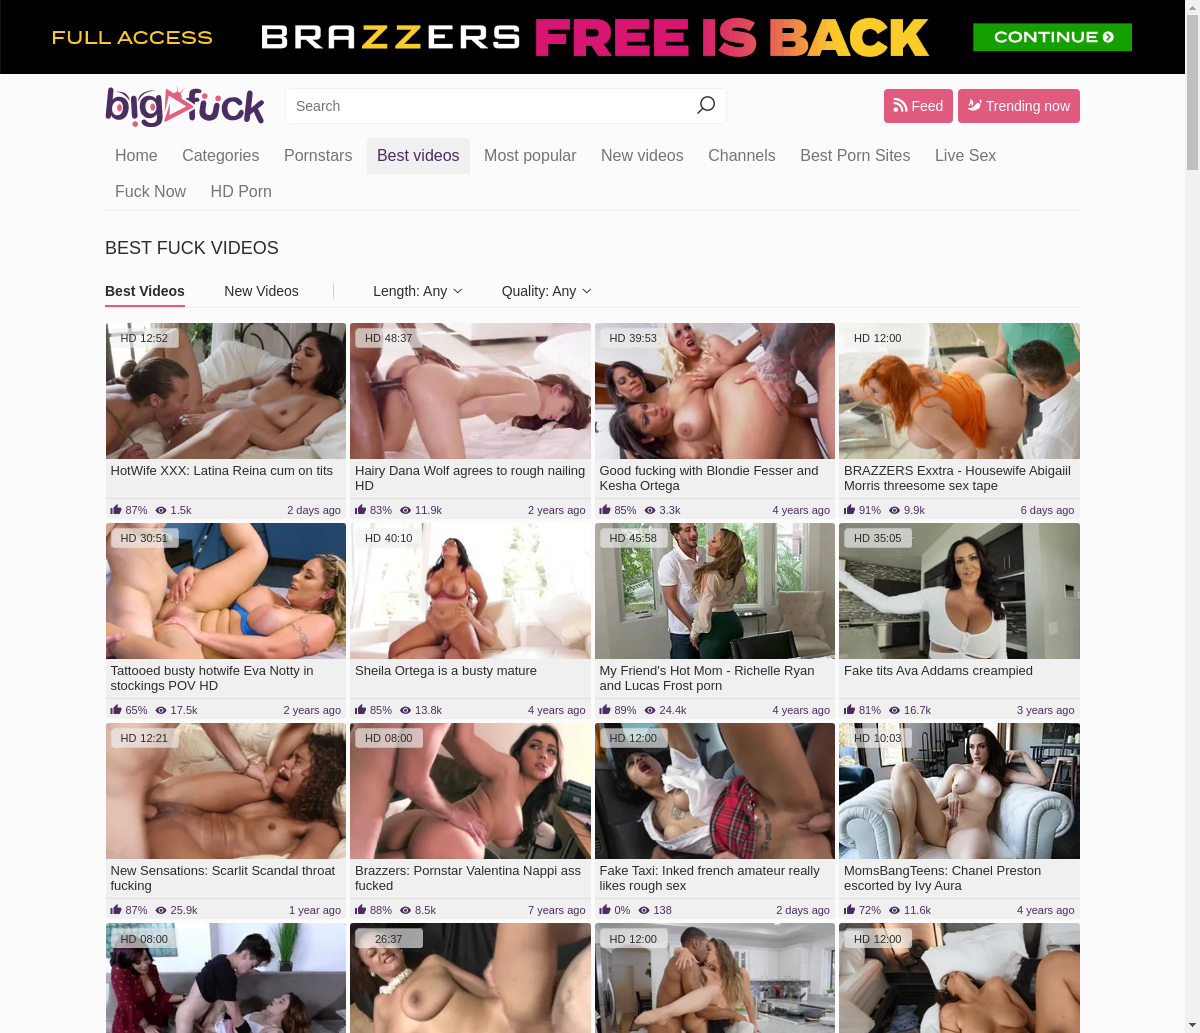 FULL ACCESS
BRAZZERS
FREE IS BACK
CONTINUE
big fuck
Search
Feed
Trending now
Home Categories Pornstars Best videos Most popular New videos Channels Best Porn Sites Live Sex
Fuck Now HD Porn
BEST FUCK VIDEOS
Best Videos New Videos Length: Any Quality: Any
HD 12:52
HD 48:37
HD 39:53
HD 12:00
HotWife XXX: Latina Reina cum on tits
87% 1.5k 2 days ago
Hairy Dana Wolf agrees to rough nailing
HD
83% 11.9k 2 years ago
Good fucking with Blondie Fesser and
Kesha Ortega
85% 3.3k 4 years ago
BRAZZERS Exxtra - Housewife Abigaiil
Morris threesome sex tape
91% 9.9k 6 days ago
HD 30:51
HD 40:10
HD 45:58
HD 35:05
Tattooed busty hotwife Eva Notty in
stockings POV HD
65% 17.5k 2 years ago
Sheila Ortega is a busty mature
85% 13.8k 4 years ago
My Friend's Hot Mom - Richelle Ryan
and Lucas Frost porn
89% 24.4k 4 years ago
Fake tits Ava Addams creampied
81% 16.7k 3 years ago
HD 12:21
HD 08:00
HD 12:00
HD 10:03
New Sensations: Scarlit Scandal throat
fucking
87% 25.9k 1 year ago
Brazzers: Pornstar Valentina Nappi ass
fucked
88% 8.5k 7 years ago
Fake Taxi: Inked french amateur really
likes rough sex
0% 138 2 days ago
MomsBangTeens: Chanel Preston
escorted by Ivy Aura
72% 11.6k 4 years ago
HD 08:00
26:37
HD 12:00
HD 12:00